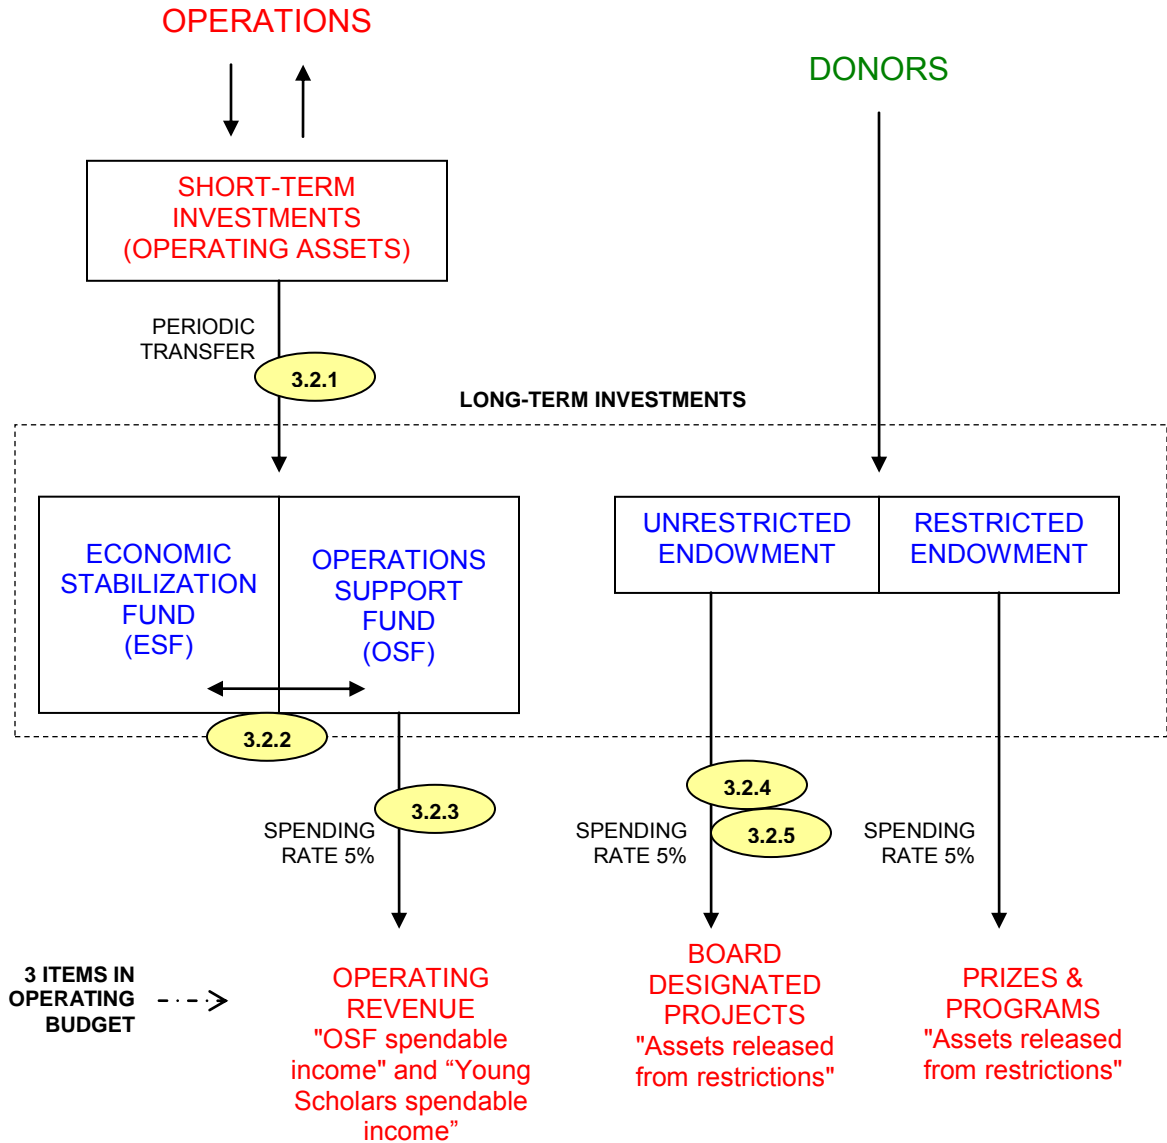 OPERATIONS
DONORS
SHORT-TERM
INVESTMENTS
(OPERATING ASSETS)
PERIODIC
TRANSFER
3.2.1
LONG-TERM INVESTMENTS
ECONOMIC
STABILIZATION
FUND
(ESF)
OPERATIONS
SUPPORT
FUND
(OSF)
UNRESTRICTED
ENDOWMENT
RESTRICTED
ENDOWMENT
3.2.2
3.2.3
SPENDING
RATE 5%
3.2.4
3.2.5
SPENDING
RATE 5%
SPENDING
RATE 5%
3 ITEMS IN
OPERATING
BUDGET
OPERATING
REVENUE
"OSF spendable
income" and “Young
Scholars spendable
income”
BOARD
DESIGNATED
PROJECTS
"Assets released
from restrictions"
PRIZES &
PROGRAMS
"Assets released
from restrictions"